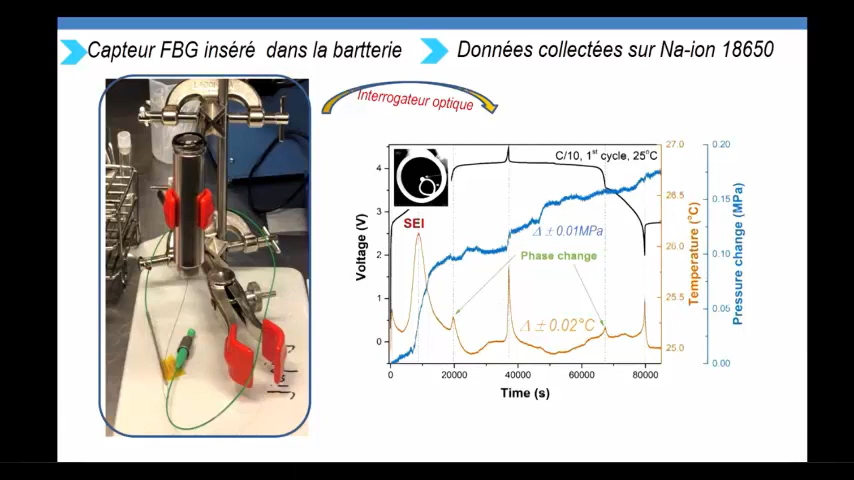 Capteur FBG inséré dans la bartterie
Données collectées sur Na-ion 18650
Interrogateur optique
C/10, 1st cycle, 25°C
SEI
Δ ± 0.01MPa
Phase change
Δ ± 0.02°C
Voltage (V)
4
3
2
1
0
0
20000
40000
60000
80000
Time (s)
27.0
26.5
26.0
25.5
25.0
Temperature (°C)
0.20
0.15
0.10
0.05
0.00
Pressure change (MPa)